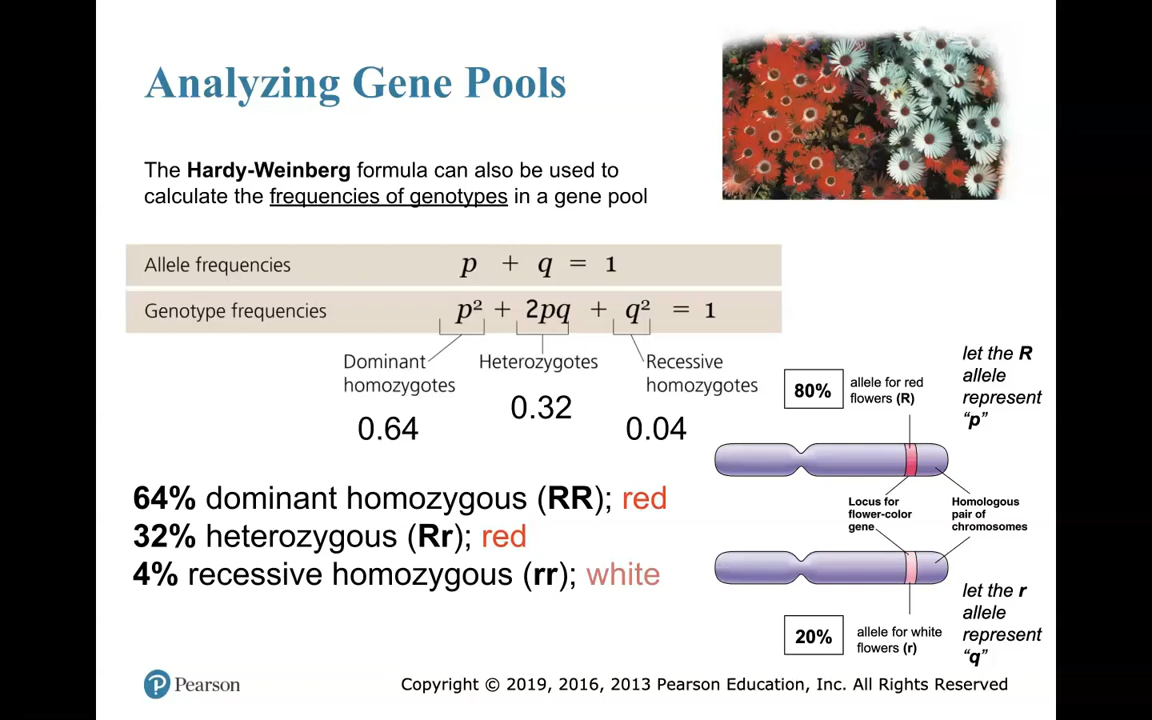 Analyzing Gene Pools
The Hardy-Weinberg formula can also be used to
calculate the frequencies of genotypes in a gene pool
Allele frequencies p + q = 1
Genotype frequencies p² + 2pq + q² = 1
Dominant
homozygotes
Heterozygotes
Recessive
homozygotes
0.64
0.32
0.04
64% dominant homozygous (RR); red
32% heterozygous (Rr); red
4% recessive homozygous (rr); white
80%
allele for red
flowers (R)
let the R
allele
represent
“p”
Locus for
flower-color
gene
Homologous
pair of
chromosomes
20%
allele for white
flowers (r)
let the r
allele
represent
“q”
P Pearson
Copyright © 2019, 2016, 2013 Pearson Education, Inc. All Rights Reserved